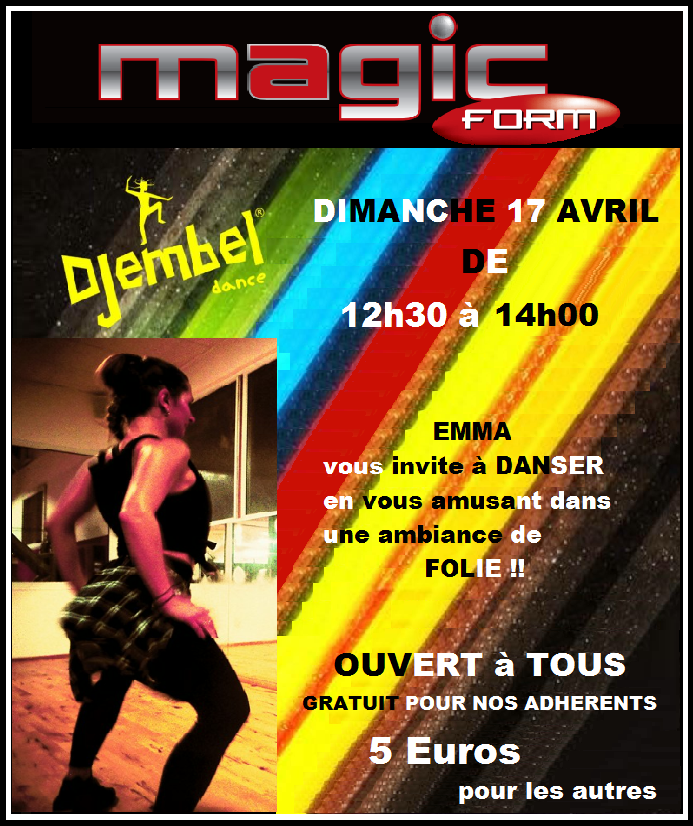 magic
FORM
Djembel®
dance
DIMANCHE 17 AVRIL
DE
12h30 à 14h00
EMMA
vous invite à DANSER
en vous amusant dans
une ambiance de
FOLIE !!
OUVERT à TOUS
GRATUIT POUR NOS ADHERENTS
5 Euros
pour les autres